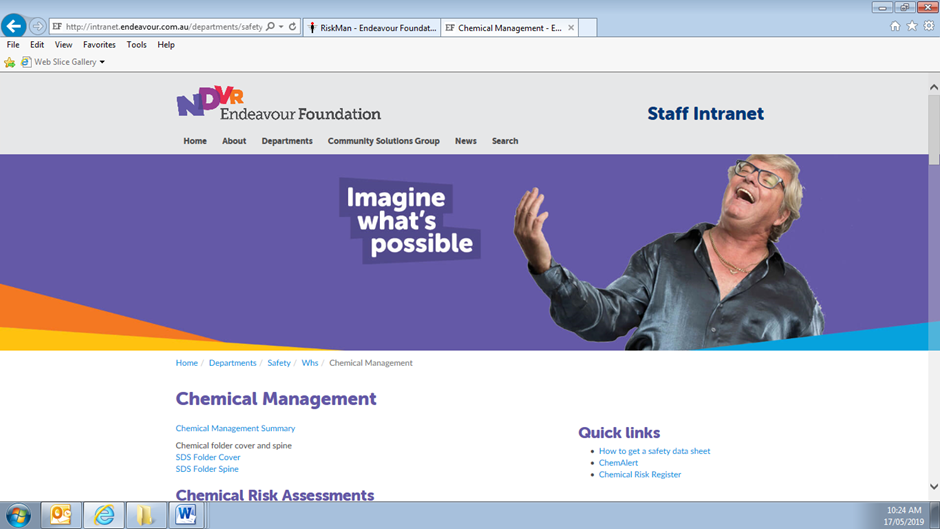 EF http://intranet.endeavour.com.au/departments/safety
RiskMan - Endeavour Foundat...
EF Chemical Management - E...
File Edit View Favorites Tools Help
Web Slice Gallery
NDVR
Endeavour Foundation
Staff Intranet
Home About Departments Community Solutions Group News Search
Imagine
what's
possible
Home / Departments / Safety / Whs / Chemical Management
Chemical Management
Chemical Management Summary
Chemical folder cover and spine
SDS Folder Cover
SDS Folder Spine
Chemical Risk Assessments
Quick links
How to get a safety data sheet
ChemAlert
Chemical Risk Register
10:24 AM
17/05/2019